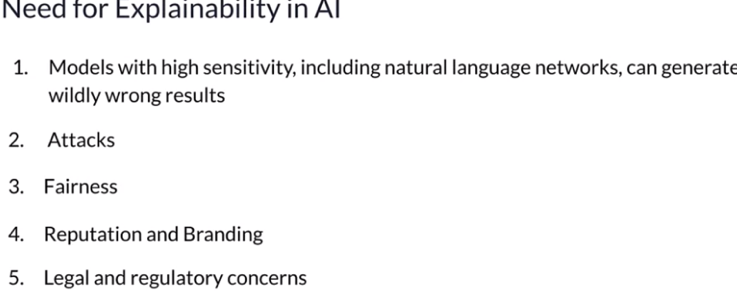 Need for Explainability in AI
1. Models with high sensitivity, including natural language networks, can generate
wildly wrong results
2. Attacks
3. Fairness
4. Reputation and Branding
5. Legal and regulatory concerns